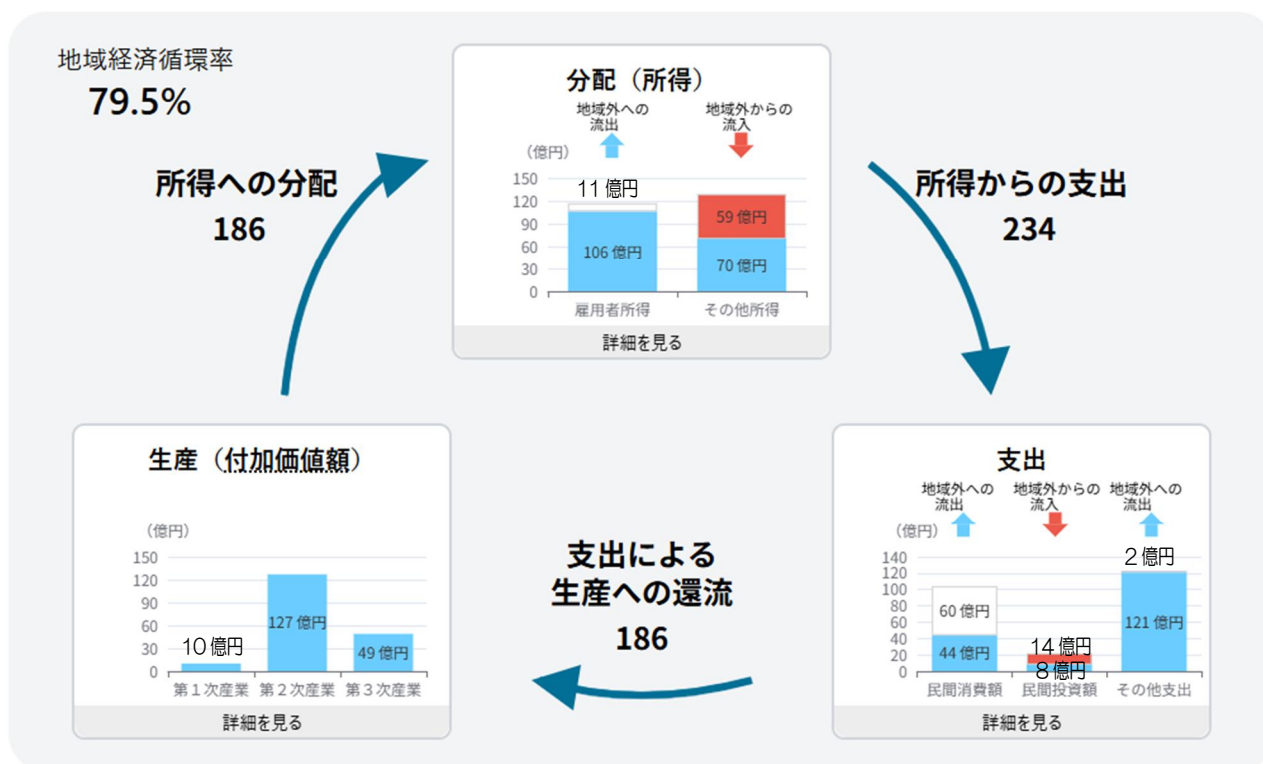 地域経済循環率
79.5%
分配（所得）
地域外への
流出
地域外からの
流入
（億円）
150
120
90
60
30
0
11 億円
106 億円
59 億円
70 億円
雇用者所得
その他所得
詳細を見る
所得への分配
186
所得からの支出
234
生産（付加価値額）
（億円）
150
120
90
60
30
0
10 億円
127 億円
49 億円
第１次産業
第２次産業
第３次産業
詳細を見る
支出による
生産への還流
186
支出
地域外への
流出
地域外からの
流入
地域外への
流出
（億円）
140
120
100
80
60
40
20
0
60 億円
44 億円
14 億円
8 億円
2 億円
121 億円
民間消費額
民間投資額
その他支出
詳細を見る